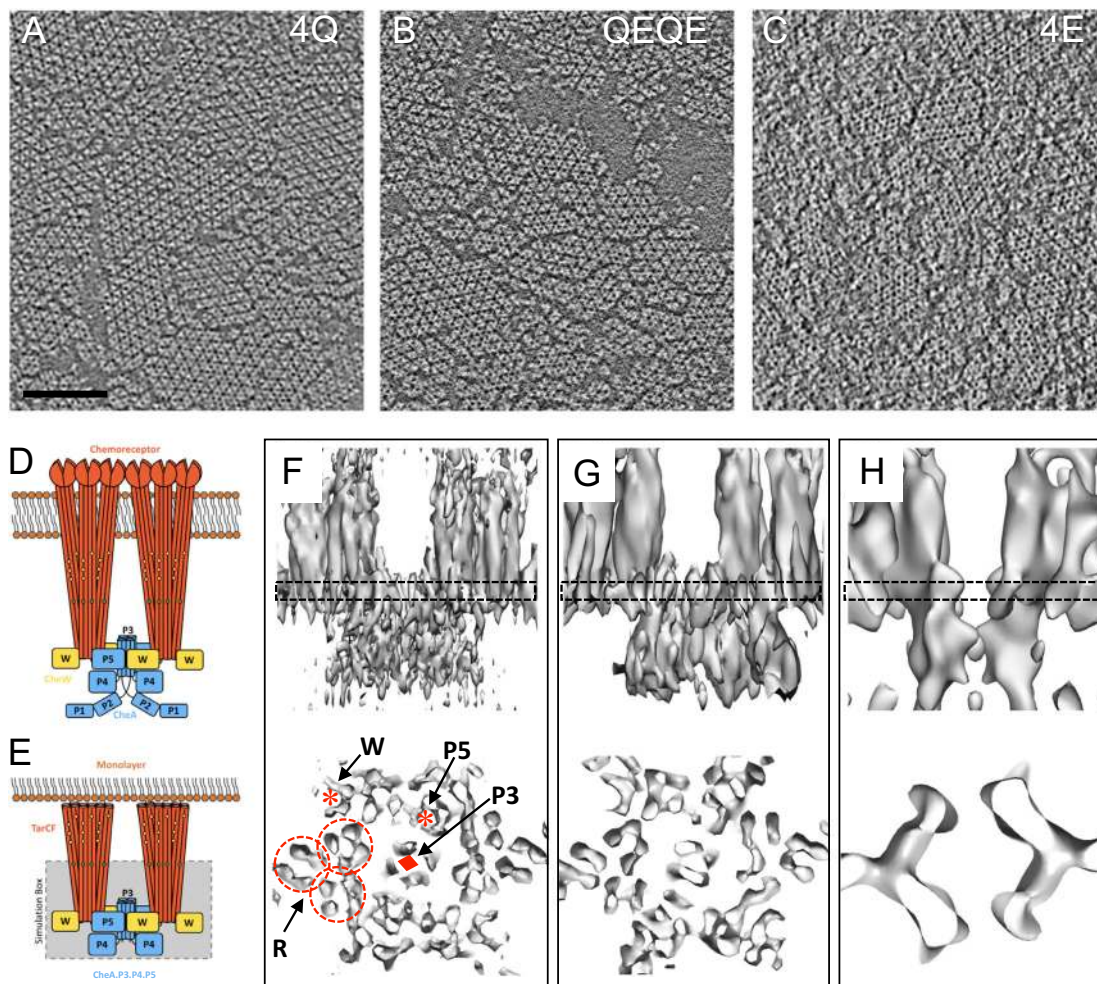 A 4Q
B QEQE
C 4E
D
Chemoreceptor
P3
W P5 W W
P4 P4
CheW
P2 P2
P1 P1
CheA
E
Monolayer
TarCF
Simulation Box
P3
W P5 W W
P4 P4
CheA.P3.P4.P5
F
G
H
W
P5
P3
R